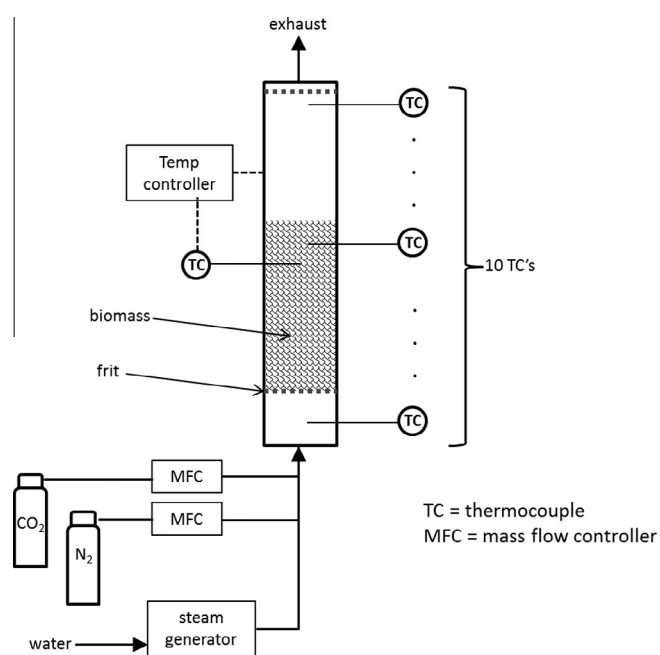 exhaust
TC
Temp
controller
TC
TC
10 TC's
biomass
frit
TC
MFC
CO2
MFC
N2
TC = thermocouple
MFC = mass flow controller
steam
generator
water